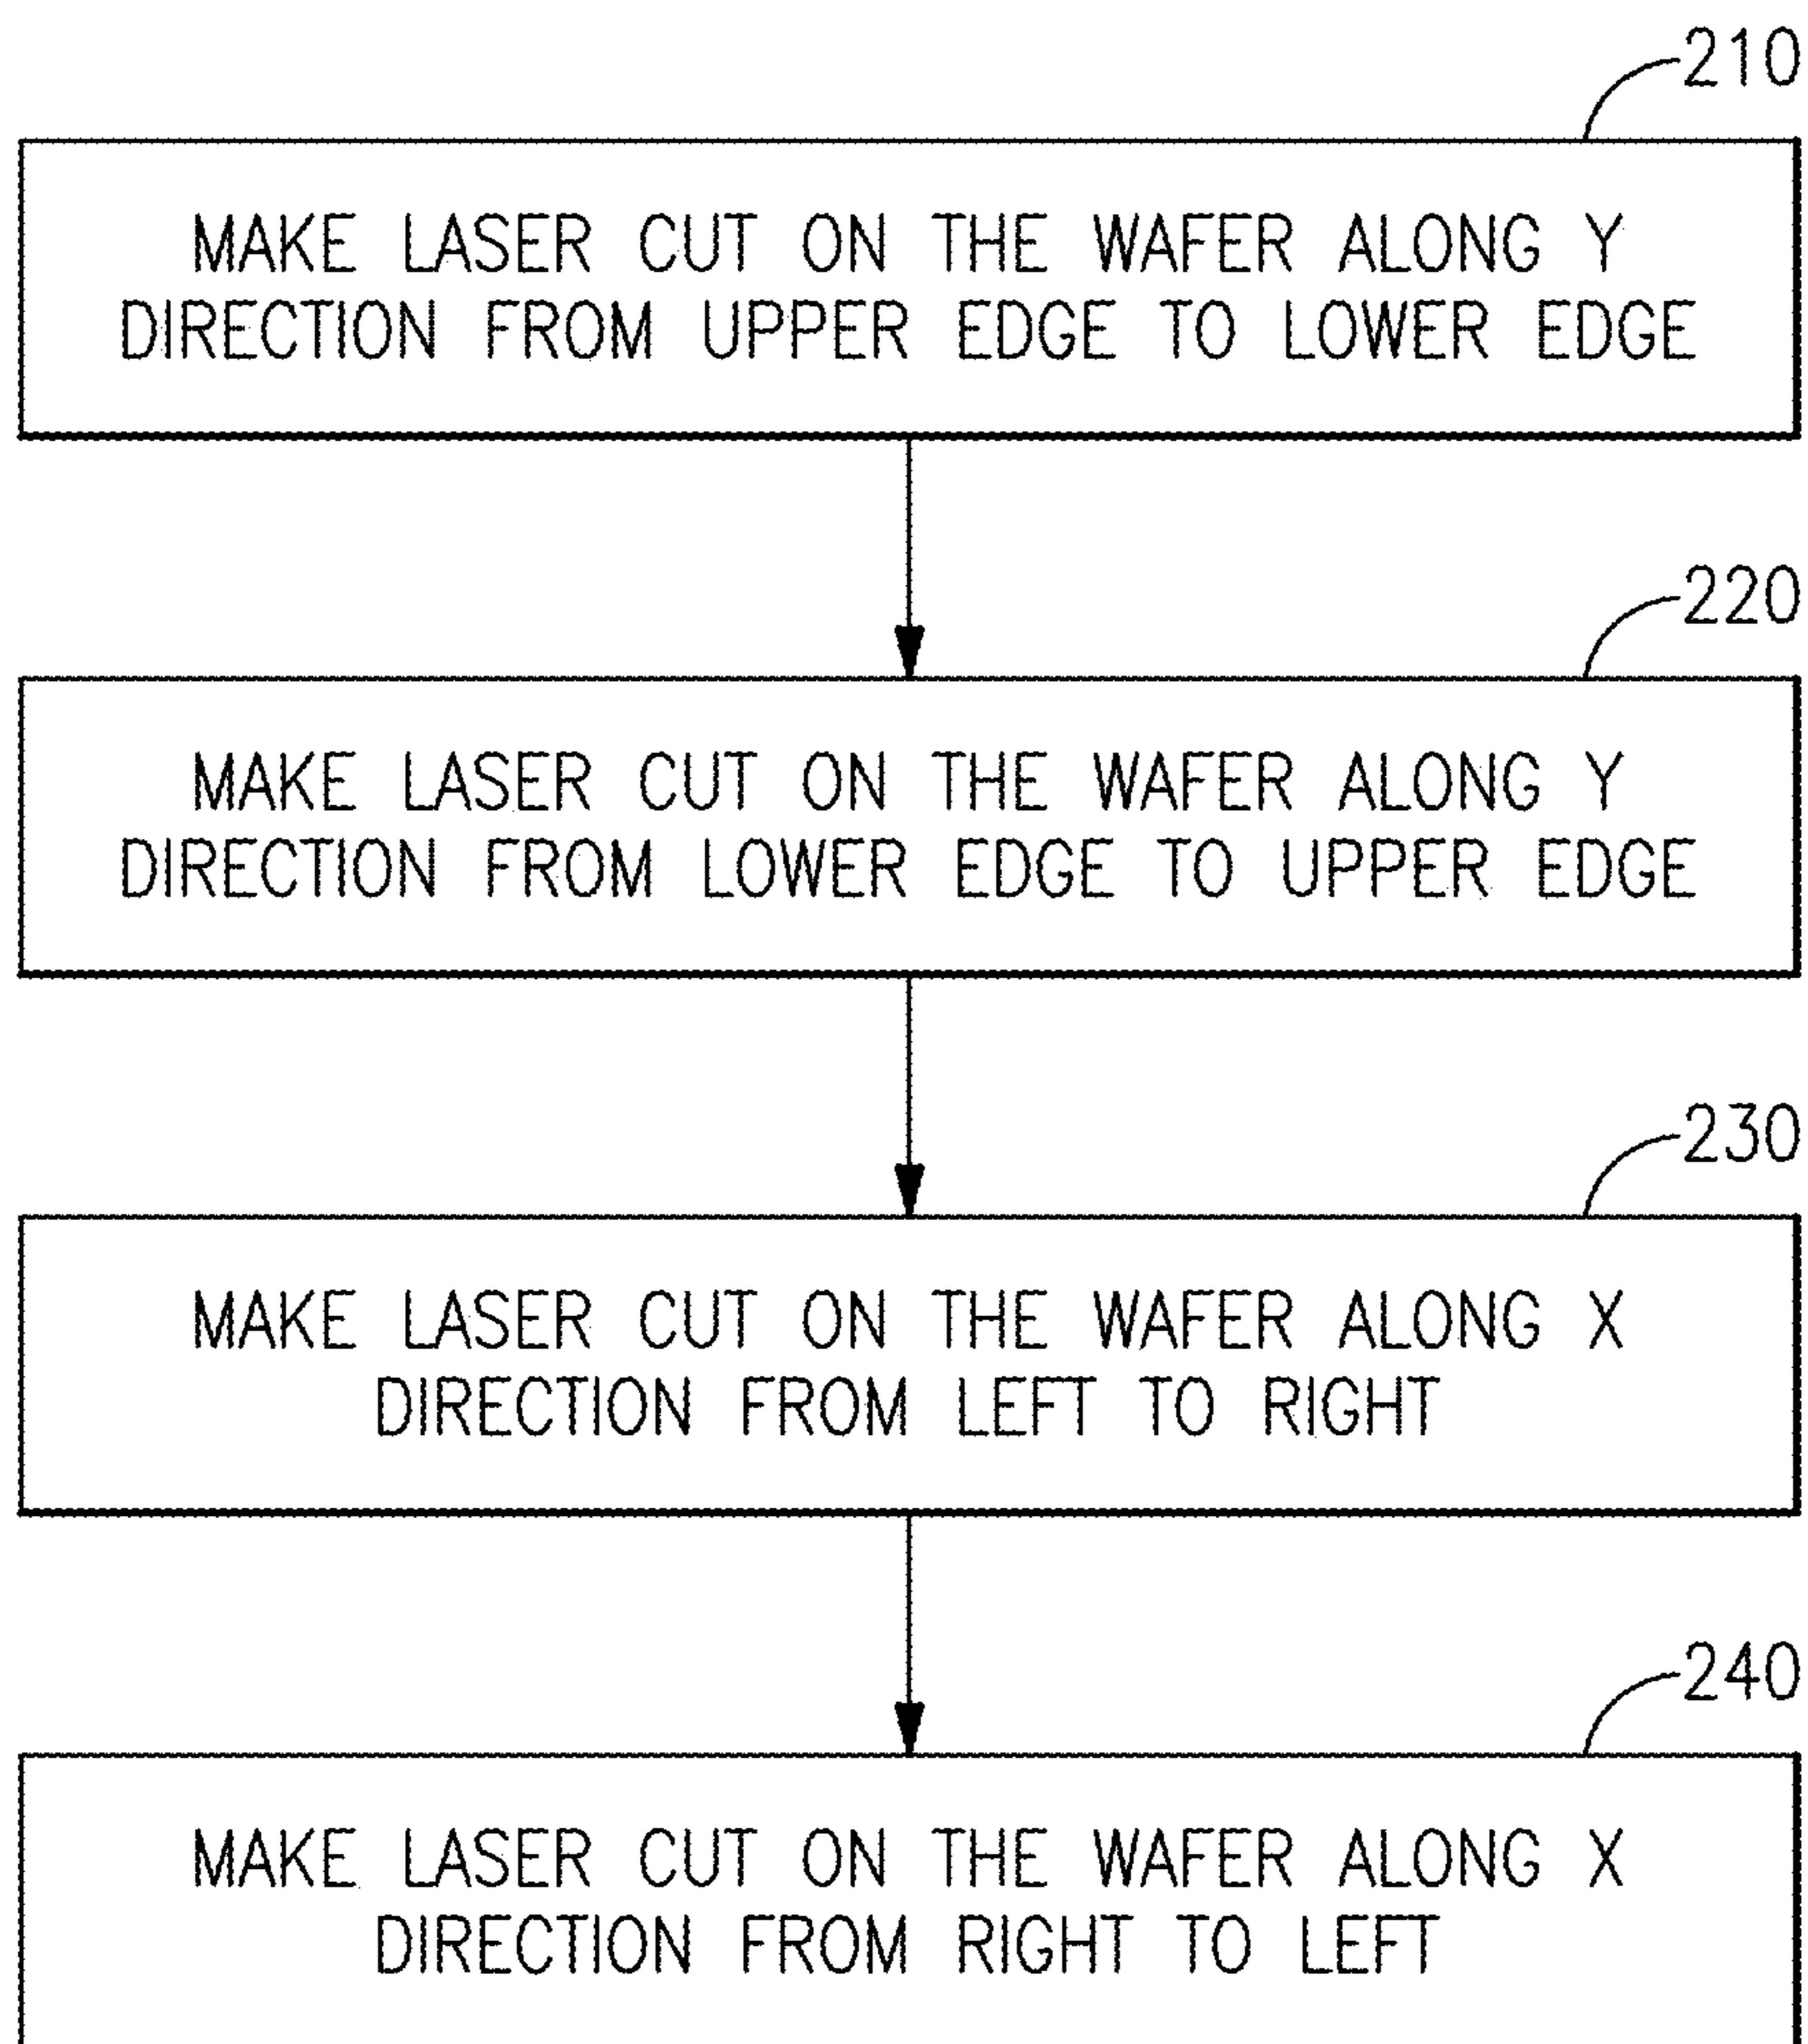 210
MAKE LASER CUT ON THE WAFER ALONG Y
DIRECTION FROM UPPER EDGE TO LOWER EDGE
220
MAKE LASER CUT ON THE WAFER ALONG Y
DIRECTION FROM LOWER EDGE TO UPPER EDGE
230
MAKE LASER CUT ON THE WAFER ALONG X
DIRECTION FROM LEFT TO RIGHT
240
MAKE LASER CUT ON THE WAFER ALONG X
DIRECTION FROM RIGHT TO LEFT